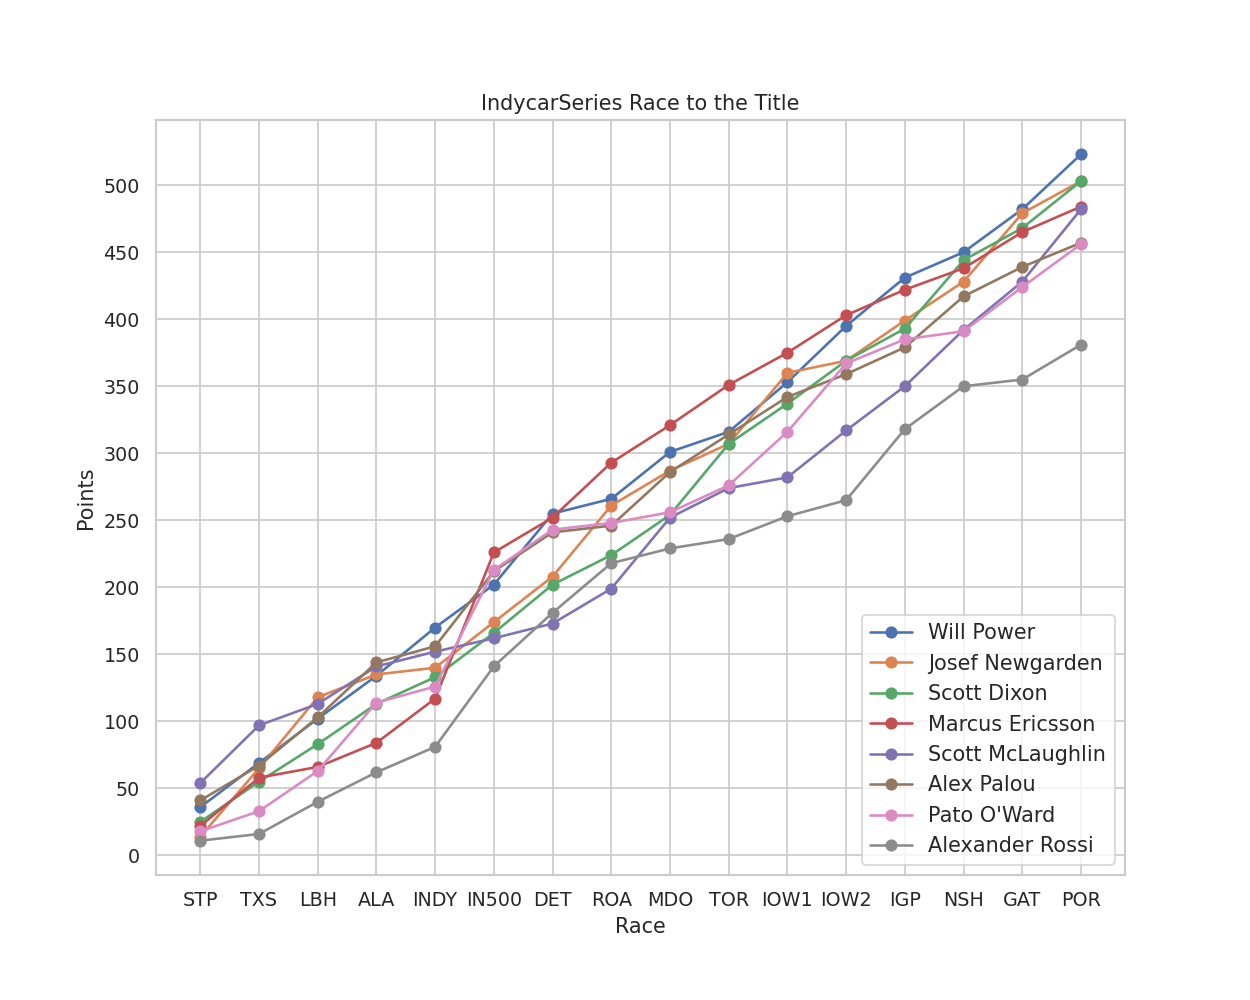 IndycarSeries Race to the Title
500
450
400
350
300
250
200
150
100
50
0
Points
Will Power
Josef Newgarden
Scott Dixon
Marcus Ericsson
Scott McLaughlin
Alex Palou
Pato O'Ward
Alexander Rossi
STP TXS LBH ALA INDY IN500 DET ROA MDO TOR IOW1 IOW2 IGP NSH GAT POR
Race